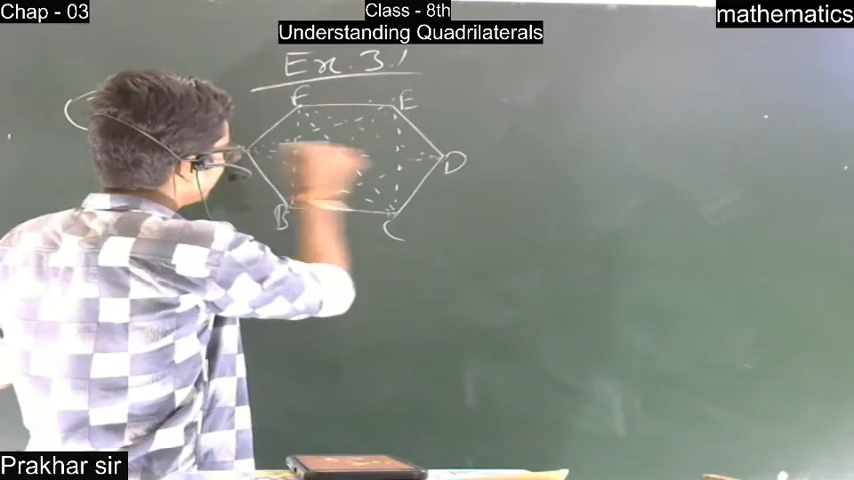 Chap - 03
Class - 8th
mathematics
Understanding Quadrilaterals
Ex. 3.1
F E
D
B
C
Prakhar sir